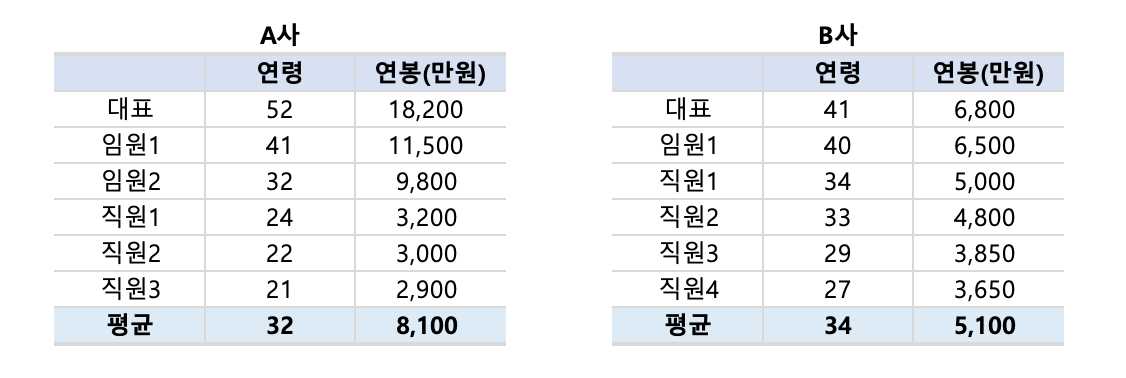 A사
연령 연봉(만원)
대표 52 18,200
임원1 41 11,500
임원2 32 9,800
직원1 24 3,200
직원2 22 3,000
직원3 21 2,900
평균 32 8,100
B사
연령 연봉(만원)
대표 41 6,800
임원1 40 6,500
직원1 34 5,000
직원2 33 4,800
직원3 29 3,850
직원4 27 3,650
평균 34 5,100